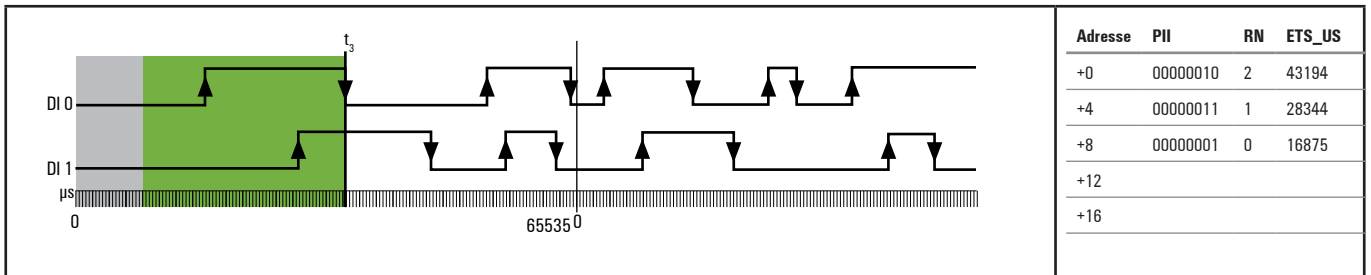 t3
DI 0
DI 1
µs
0 65535 0
Adresse PII RN ETS_US
+0 00000010 2 43194
+4 00000011 1 28344
+8 00000001 0 16875
+12
+16